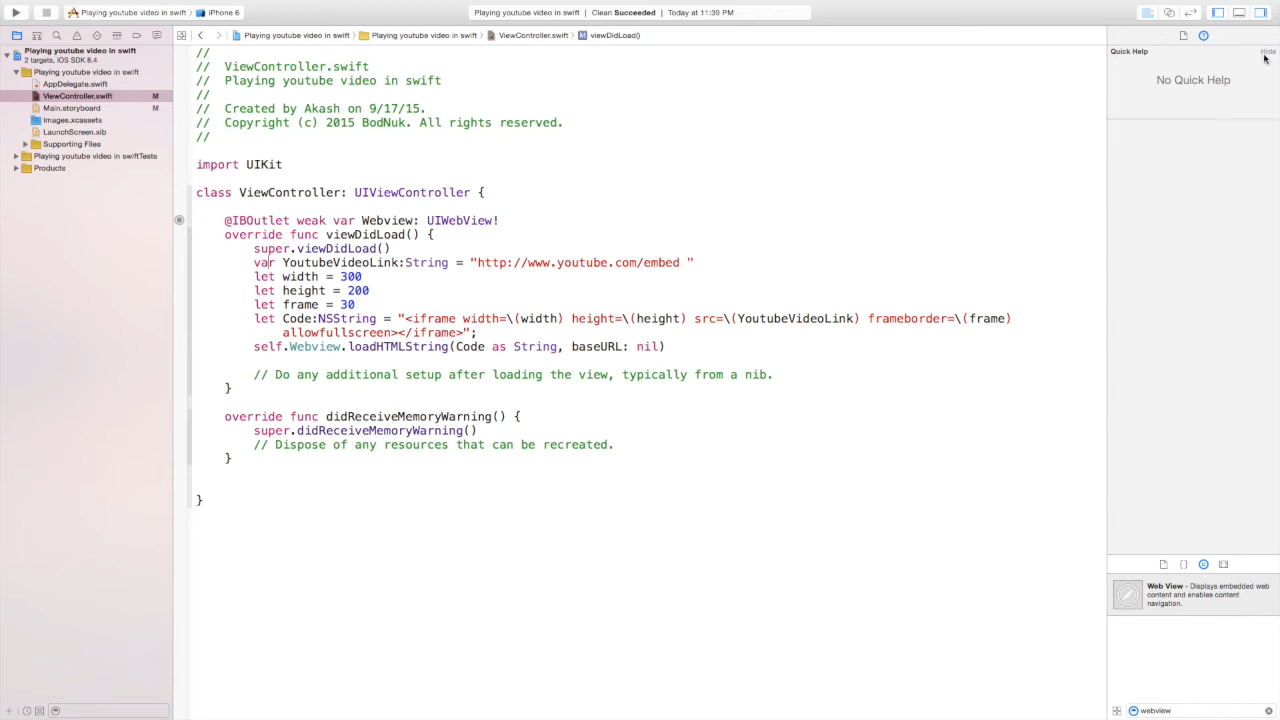 Playing youtube video in swift
iPhone 6
Playing youtube video in swift | Clean Succeeded | Today at 11:39 PM
Playing youtube video in swift
2 targets, iOS SDK 8.4
Playing youtube video in swift
AppDelegate.swift
ViewController.swift M
Main.storyboard M
Images.xcassets
LaunchScreen.xib
Supporting Files
Playing youtube video in swiftTests
Products
Playing youtube video in swift
Playing youtube video in swift
ViewController.swift
M viewDidLoad()
//
// ViewController.swift
// Playing youtube video in swift
//
// Created by Akash on 9/17/15.
// Copyright (c) 2015 BodNuk. All rights reserved.
//
import UIKit
class ViewController: UIViewController {
@IBOutlet weak var Webview: UIWebView!
override func viewDidLoad() {
super.viewDidLoad()
var YoutubeVideoLink:String = "http://www.youtube.com/embed "
let width = 300
let height = 200
let frame = 30
let Code:NSString = "<iframe width=\(width) height=\(height) src=\(YoutubeVideoLink) frameborder=\(frame)
allowfullscreen></iframe>";
self.Webview.loadHTMLString(Code as String, baseURL: nil)
// Do any additional setup after loading the view, typically from a nib.
}
override func didReceiveMemoryWarning() {
super.didReceiveMemoryWarning()
// Dispose of any resources that can be recreated.
}
}
Quick Help Hide
No Quick Help
{ }
Web View - Displays embedded web
content and enables content
navigation.
webview